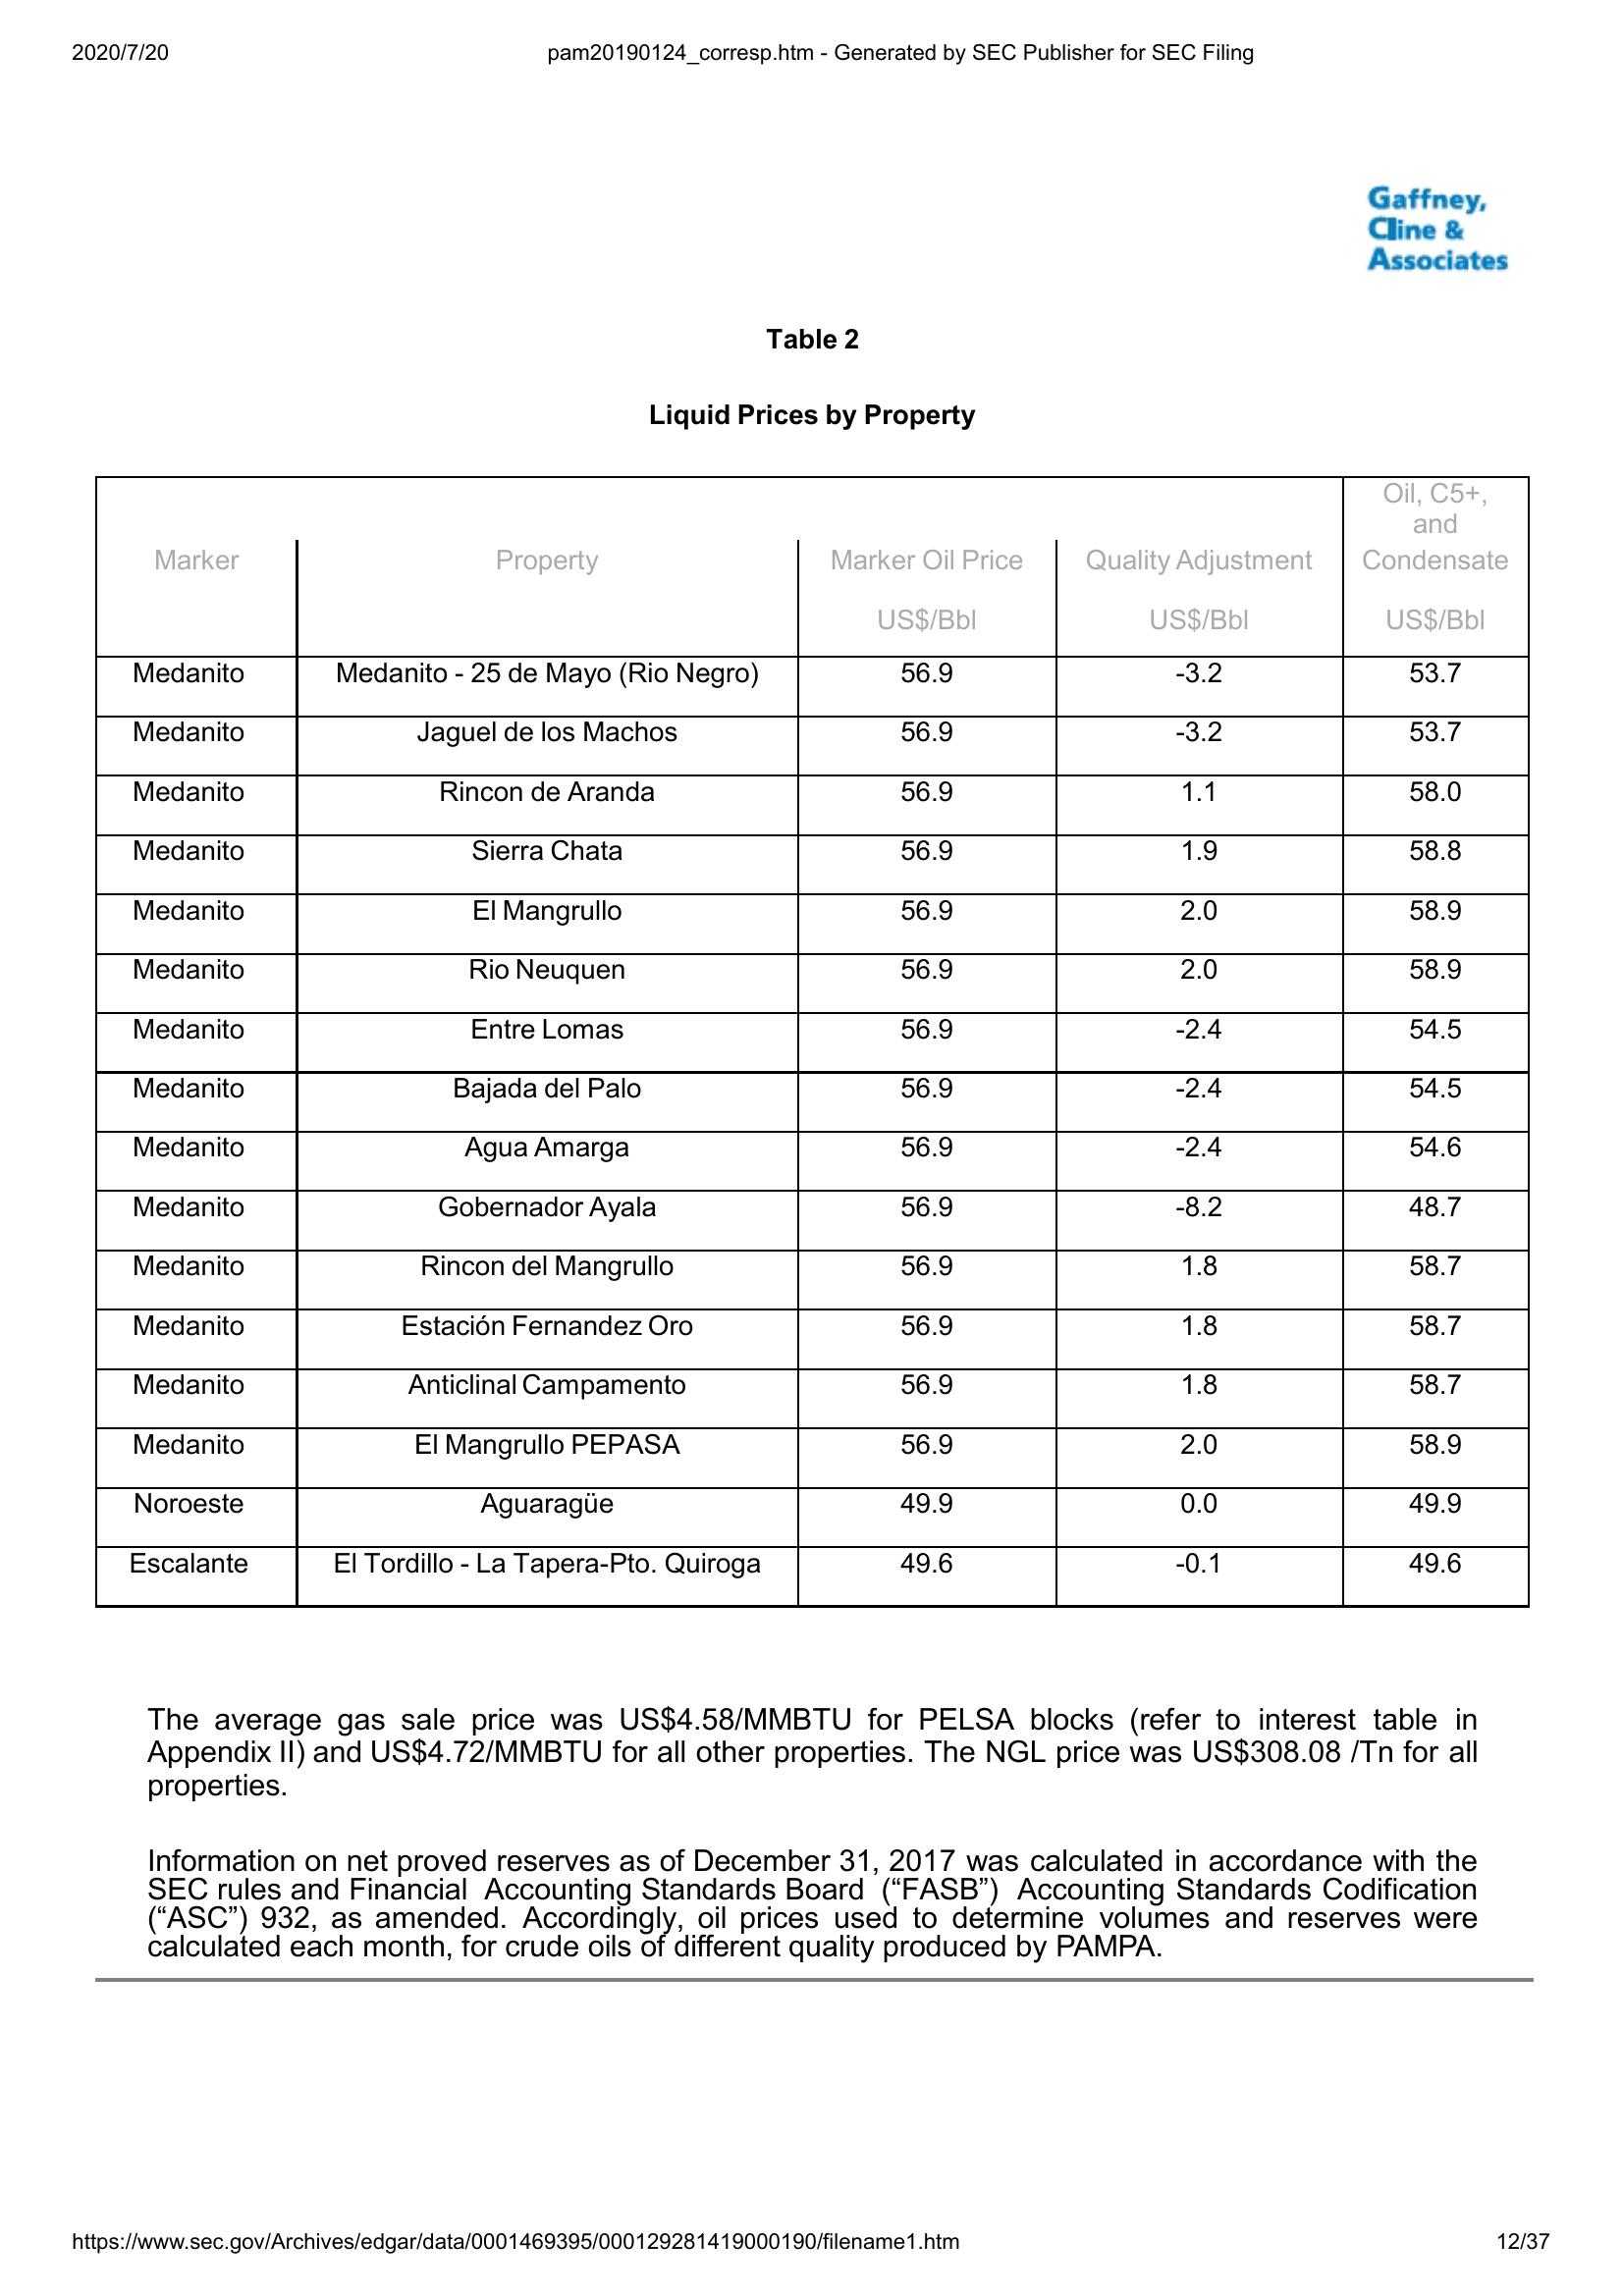 2020/7/20 pam20190124_corresp.htm - Generated by SEC Publisher for SEC Filing
Gaffney,
Cline &
Associates
Table 2
Liquid Prices by Property
Oil, C5+,
and
Marker Property Marker Oil Price Quality Adjustment Condensate
US$/Bbl US$/Bbl US$/Bbl
Medanito Medanito - 25 de Mayo (Rio Negro) 56.9 -3.2 53.7
Medanito Jaguel de los Machos 56.9 -3.2 53.7
Medanito Rincon de Aranda 56.9 1.1 58.0
Medanito Sierra Chata 56.9 1.9 58.8
Medanito El Mangrullo 56.9 2.0 58.9
Medanito Rio Neuquen 56.9 2.0 58.9
Medanito Entre Lomas 56.9 -2.4 54.5
Medanito Bajada del Palo 56.9 -2.4 54.5
Medanito Agua Amarga 56.9 -2.4 54.6
Medanito Gobernador Ayala 56.9 -8.2 48.7
Medanito Rincon del Mangrullo 56.9 1.8 58.7
Medanito Estación Fernandez Oro 56.9 1.8 58.7
Medanito Anticlinal Campamento 56.9 1.8 58.7
Medanito El Mangrullo PEPASA 56.9 2.0 58.9
Noroeste Aguaragüe 49.9 0.0 49.9
Escalante El Tordillo - La Tapera-Pto. Quiroga 49.6 -0.1 49.6
The average gas sale price was US$4.58/MMBTU for PELSA blocks (refer to interest table in
Appendix II) and US$4.72/MMBTU for all other properties. The NGL price was US$308.08 /Tn for all
properties.
Information on net proved reserves as of December 31, 2017 was calculated in accordance with the
SEC rules and Financial Accounting Standards Board (“FASB”) Accounting Standards Codification
(“ASC”) 932, as amended. Accordingly, oil prices used to determine volumes and reserves were
calculated each month, for crude oils of different quality produced by PAMPA.
https://www.sec.gov/Archives/edgar/data/0001469395/000129281419000190/filename1.htm 12/37